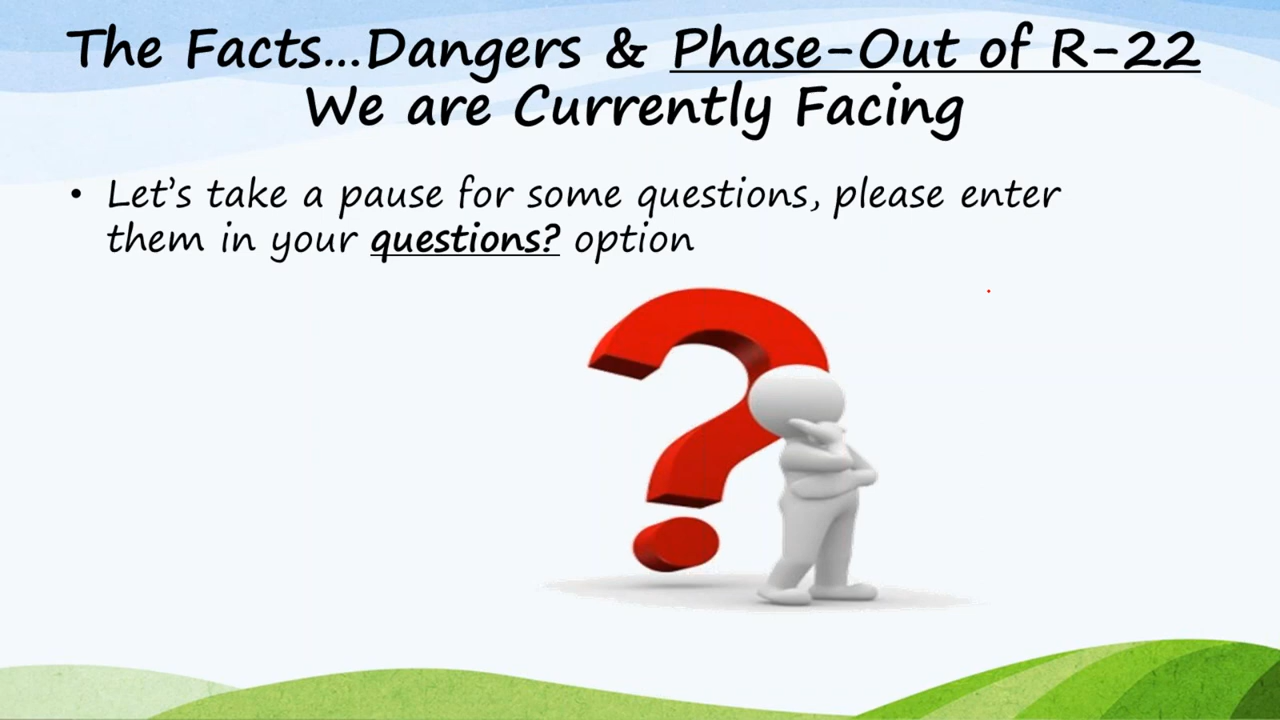 The Facts...Dangers & Phase-Out of R-22
We are Currently Facing
• Let's take a pause for some questions, please enter
them in your questions? option